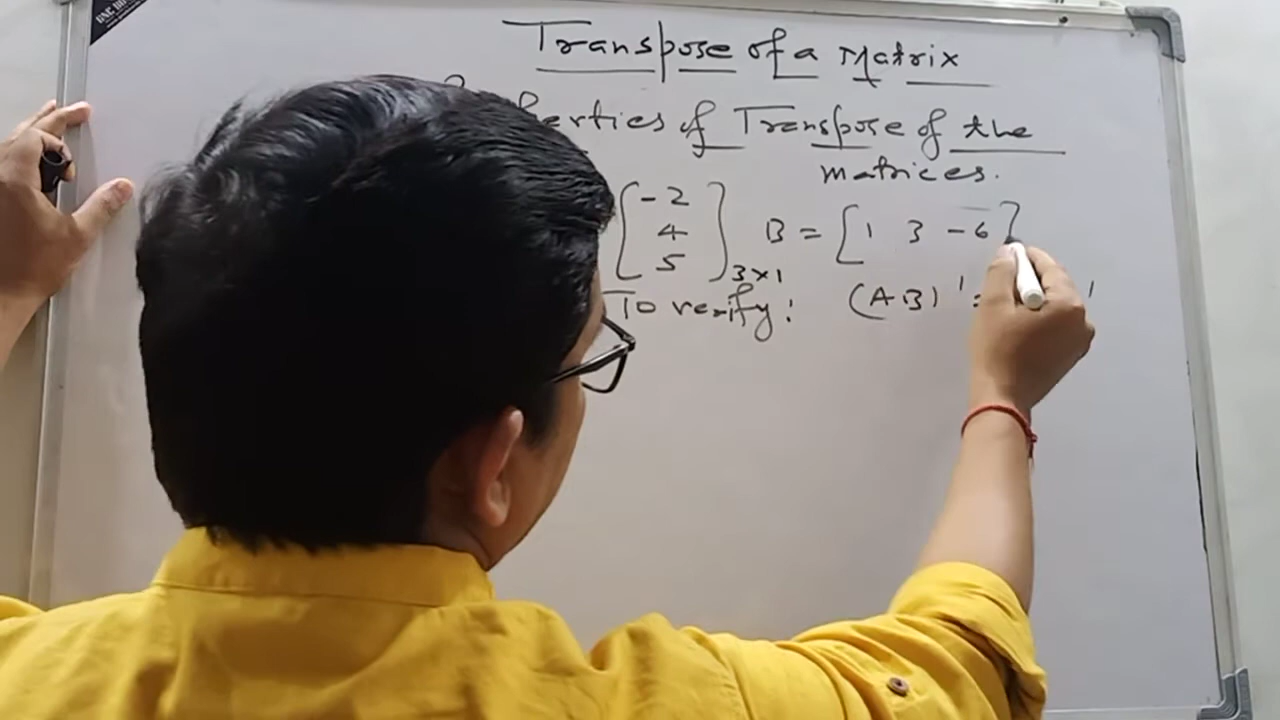 Transpose of a Matrix
of Transpose of the
matrices.
[-2 4 5]3×1 B = [1 3 -6]
To verify: (AB)' =